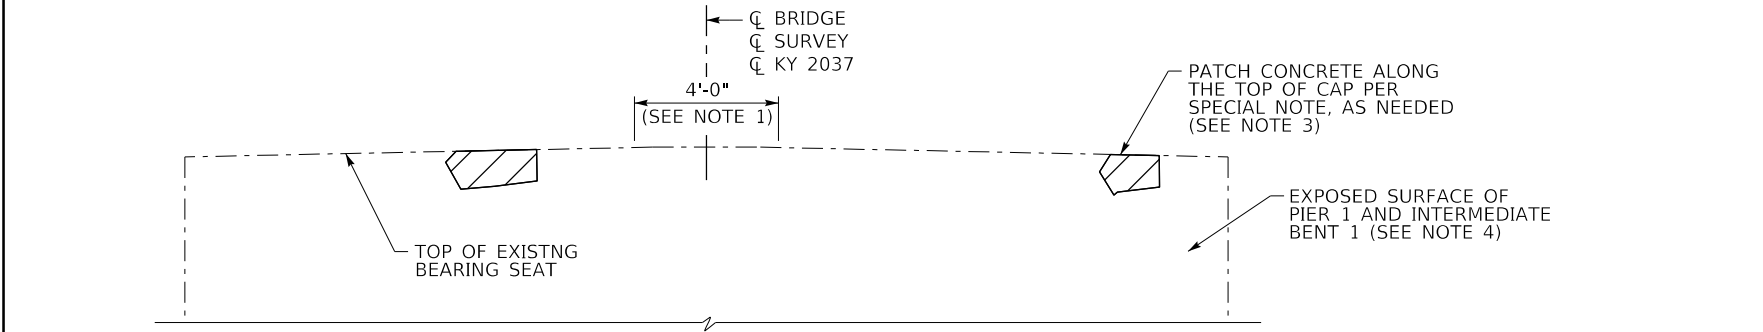 ℄ BRIDGE
℄ SURVEY
℄ KY 2037
4'-0"
(SEE NOTE 1)
PATCH CONCRETE ALONG
THE TOP OF CAP PER
SPECIAL NOTE, AS NEEDED
(SEE NOTE 3)
EXPOSED SURFACE OF
PIER 1 AND INTERMEDIATE
BENT 1 (SEE NOTE 4)
TOP OF EXISTNG
BEARING SEAT